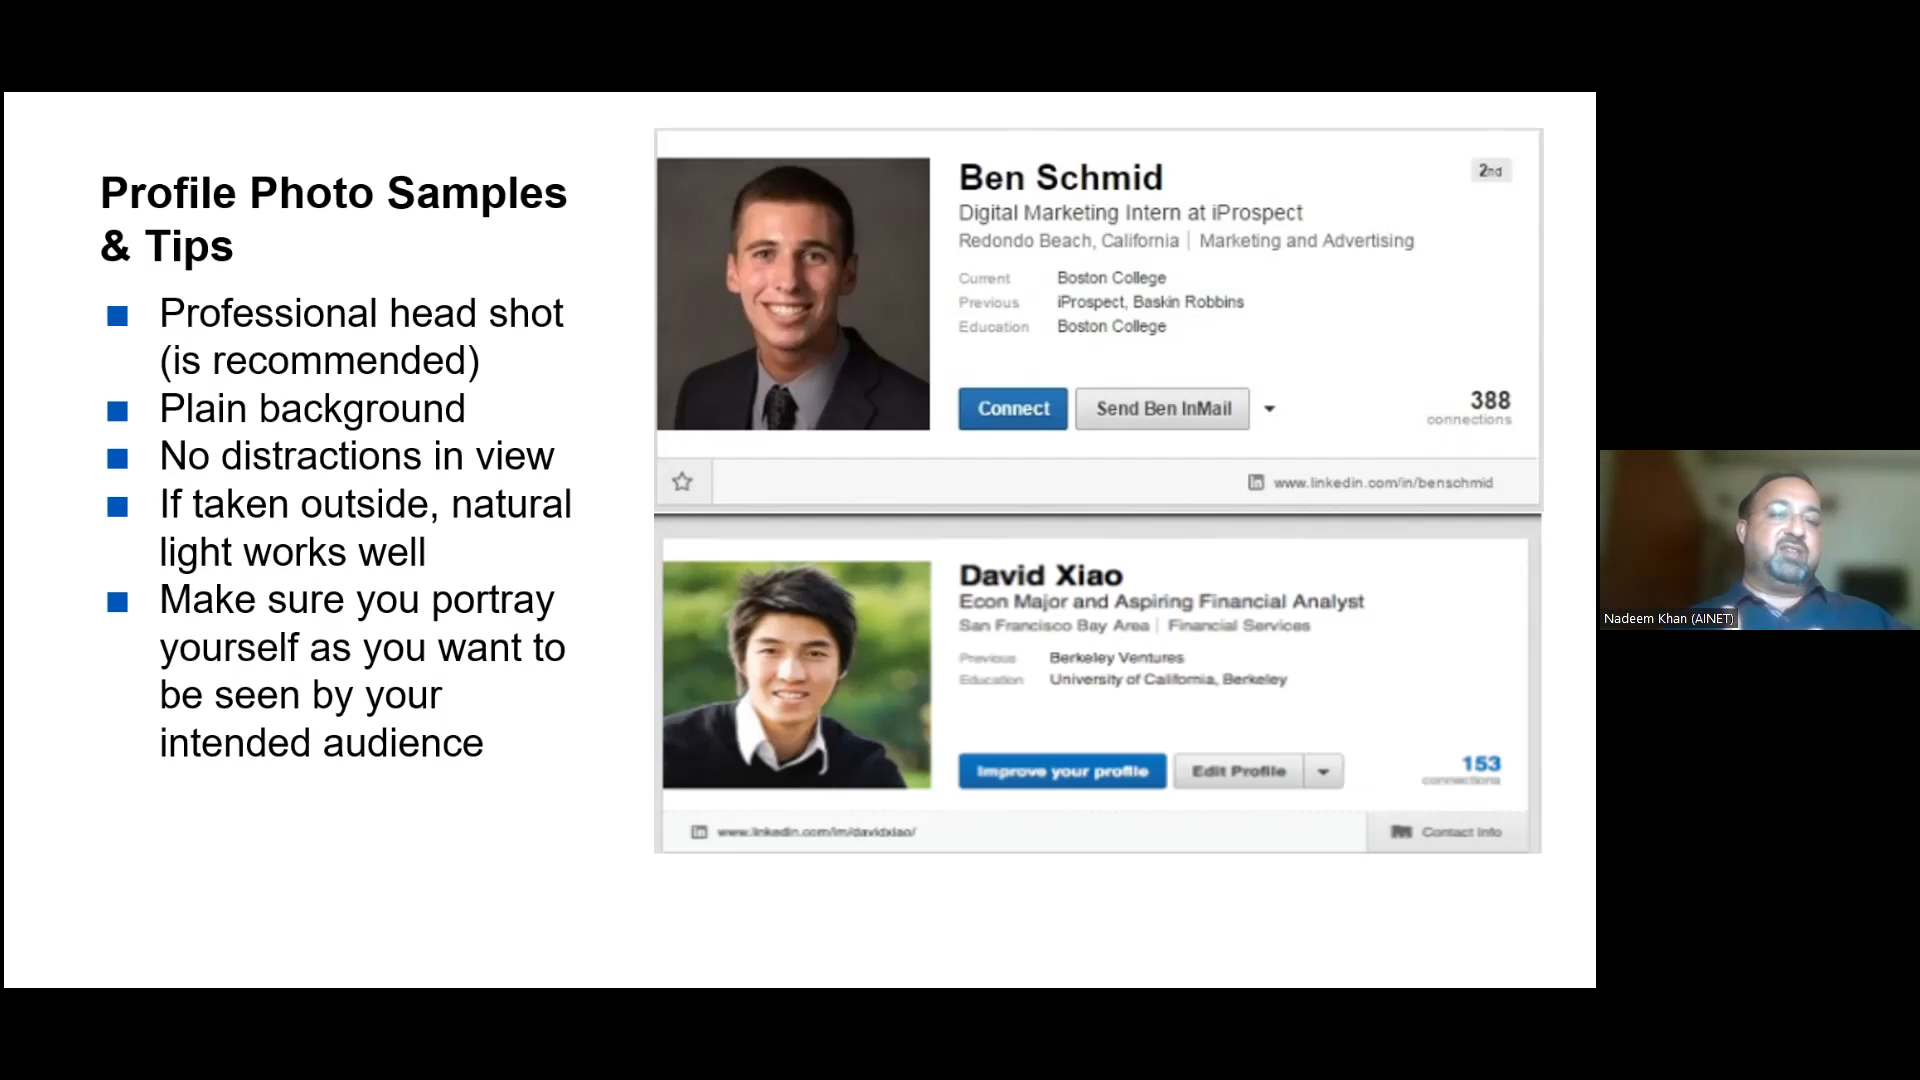 Profile Photo Samples
& Tips
Professional head shot
(is recommended)
Plain background
No distractions in view
If taken outside, natural
light works well
Make sure you portray
yourself as you want to
be seen by your
intended audience
Ben Schmid
2nd
Digital Marketing Intern at iProspect
Redondo Beach, California | Marketing and Advertising
Current Boston College
Previous iProspect, Baskin Robbins
Education Boston College
Connect Send Ben InMail
388
connections
in www.linkedin.com/in/benschmid
David Xiao
Econ Major and Aspiring Financial Analyst
San Francisco Bay Area | Financial Services
Previous Berkeley Ventures
Education University of California, Berkeley
Improve your profile Edit Profile
153
connections
in www.linkedin.com/im/davidxiao/ Contact Info
Nadeem Khan (AINET)